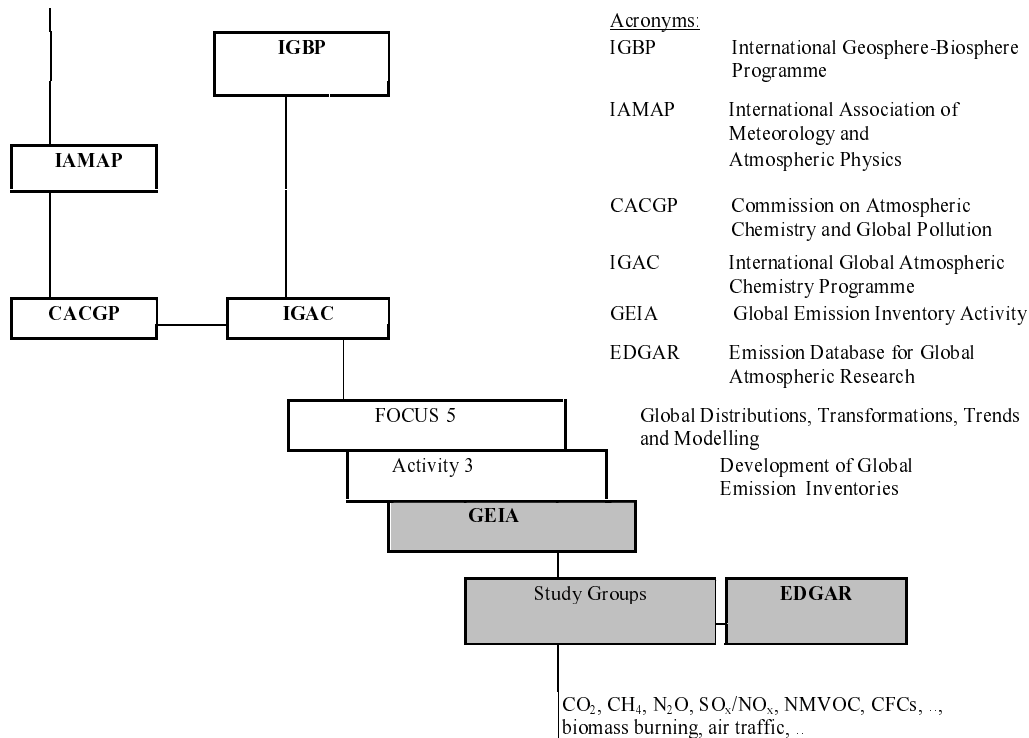 Acronyms:
IGBP
IGBP International Geosphere-Biosphere
Programme
IAMAP
IAMAP International Association of
Meteorology and
Atmospheric Physics
CACGP Commission on Atmospheric
Chemistry and Global Pollution
IGAC International Global Atmospheric
Chemistry Programme
CACGP
IGAC
GEIA Global Emission Inventory Activity
EDGAR Emission Database for Global
Atmospheric Research
FOCUS 5
Global Distributions, Transformations, Trends
and Modelling
Activity 3
Development of Global
Emission Inventories
GEIA
Study Groups
EDGAR
CO₂, CH₄, N₂O, SOₓ/NOₓ, NMVOC, CFCs, ..,
biomass burning, air traffic, ..